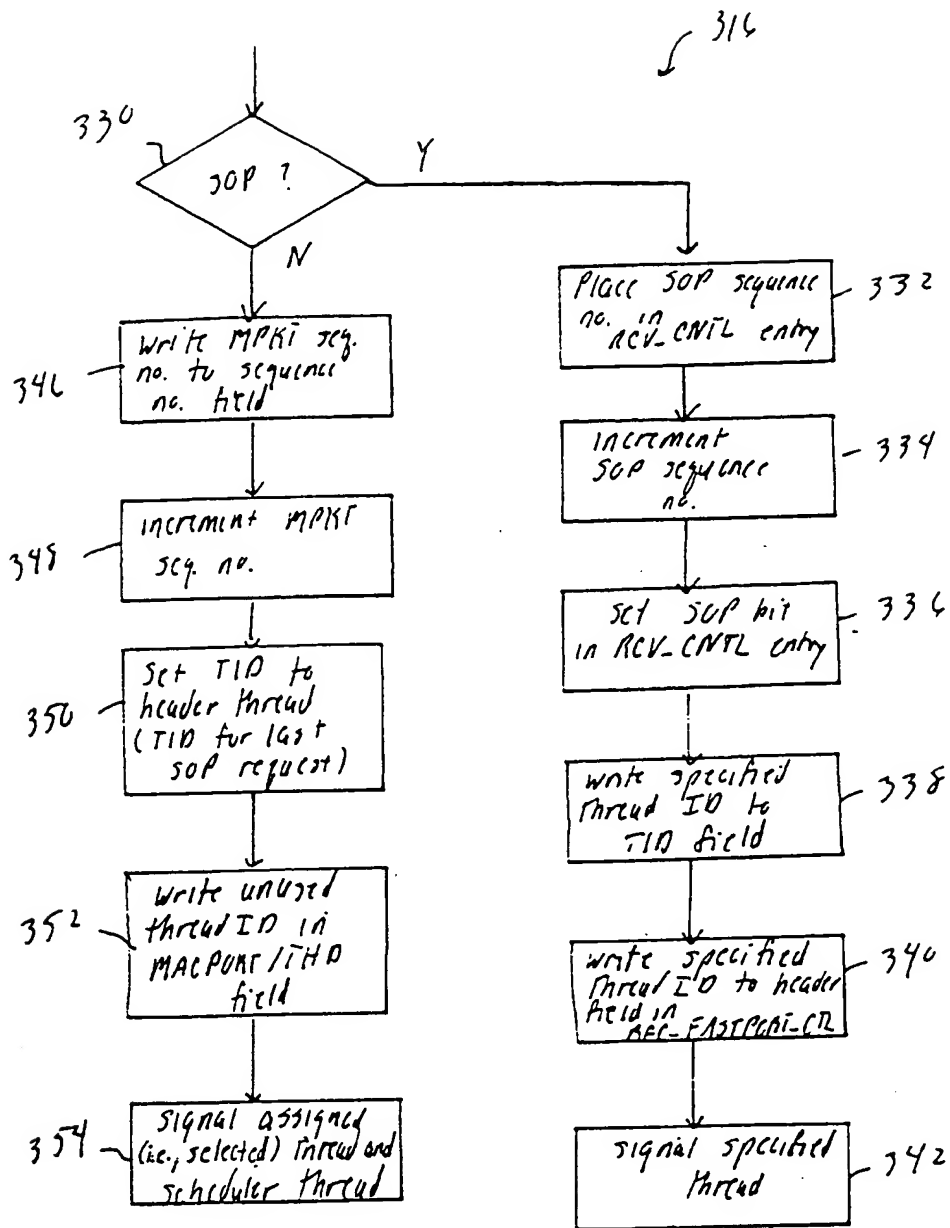 316
330
SOP ?
Y
N
Place SOP sequence
no. in
RCV_CNTL entry
332
Write MPKT seq.
no. to sequence
no. field
346
increment
SOP sequence
no.
334
increment MPKT
seq. no.
348
Set SOP bit
in RCV_CNTL entry
336
Set TID to
header thread
(TID for last
SOP request)
350
write specified
thread ID to
TID field
338
Write unused
thread ID in
MACPORT/THD
field
352
write specified
thread ID to header
field in
REC_FASTPORT_CTL
340
signal assigned
(i.e., selected) thread and
scheduler thread
354
signal specified
thread
342